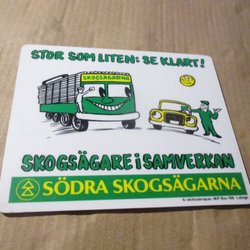 STOR SOM LITEN: SE KLART!
SKOGSÄGARNA
SKOGSÄGARE i SAMVERKAN
SÖDRA SKOGSÄGARNA